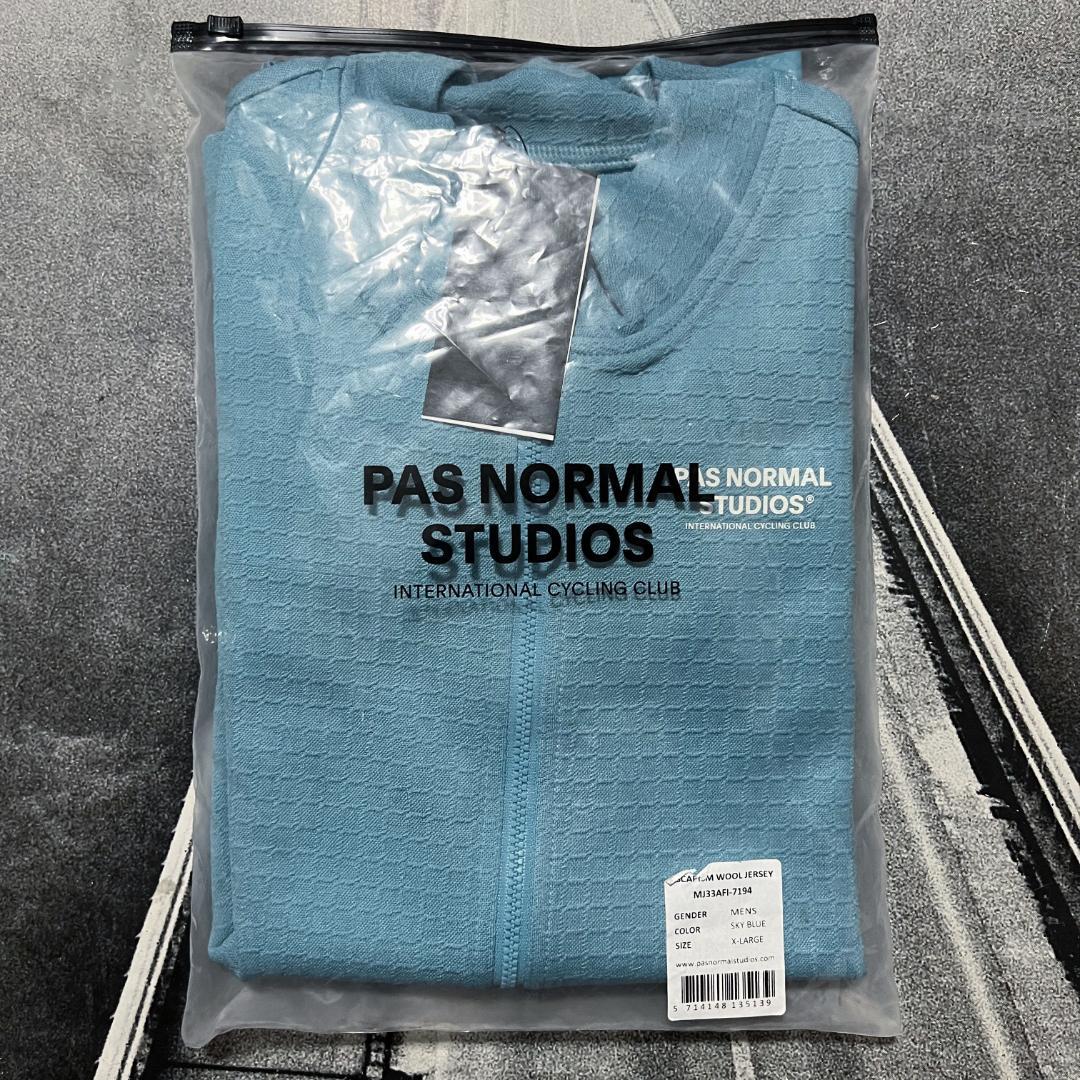 PAS NORMAL
STUDIOS
INTERNATIONAL CYCLING CLUB
PAS NORMAL
STUDIOS®
INTERNATIONAL CYCLING CLUB
WOOL JERSEY
MJ33AFI-7194
GENDER MENS
COLOR SKY BLUE
SIZE X-LARGE
www.pasnormalstudios.com
5 714148 135139